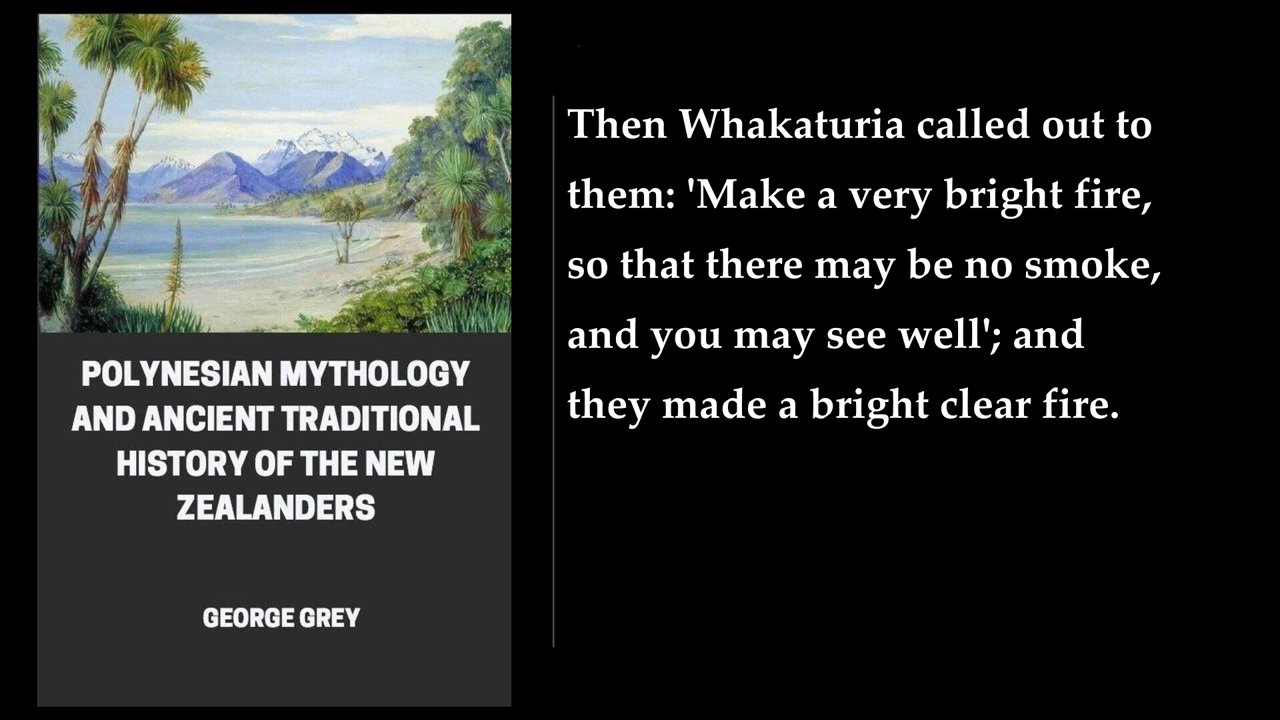 POLYNESIAN MYTHOLOGY
AND ANCIENT TRADITIONAL
HISTORY OF THE NEW
ZEALANDERS
GEORGE GREY
Then Whakaturia called out to
them: 'Make a very bright fire,
so that there may be no smoke,
and you may see well'; and
they made a bright clear fire.